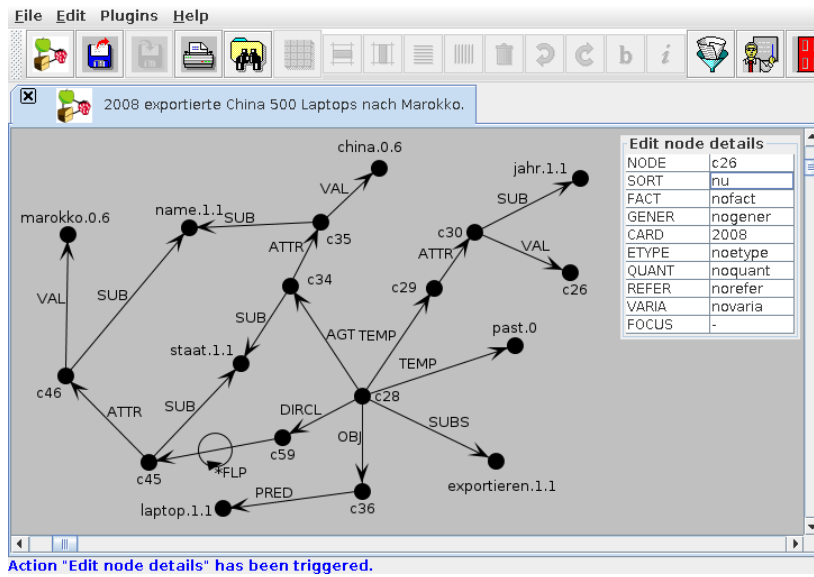 File Edit Plugins Help
b i
2008 exportierte China 500 Laptops nach Marokko.
china.0.6
jahr.1.1
VAL
SUB
marokko.0.6
name.1.1
SUB
c35
c30
VAL
ATTR
ATTR
c26
c34
c29
VAL
SUB
SUB
AGT
TEMP
past.0
staat.1.1
TEMP
c46
SUB
c28
ATTR
DIRCL
SUBS
OBJ
c59
c45
*FLP
exportieren.1.1
PRED
laptop.1.1
c36
Edit node details
NODE c26
SORT nu
FACT nofact
GENER nogener
CARD 2008
ETYPE noetype
QUANT noquant
REFER norefer
VARIA novaria
FOCUS -
Action "Edit node details" has been triggered.